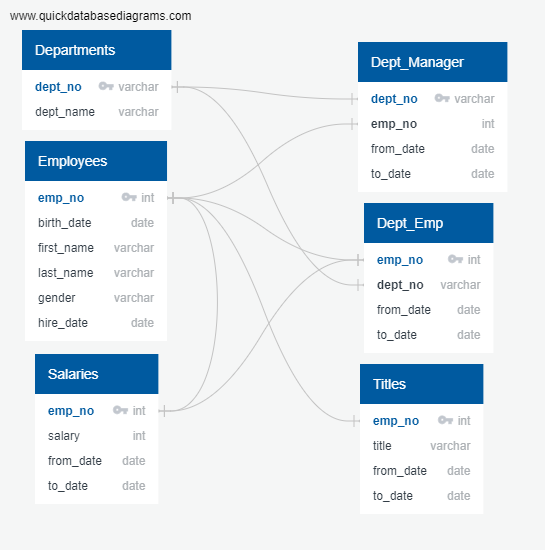 www.quickdatabasediagrams.com
Departments
dept_no varchar
dept_name varchar
Employees
emp_no int
birth_date date
first_name varchar
last_name varchar
gender varchar
hire_date date
Salaries
emp_no int
salary int
from_date date
to_date date
Dept_Manager
dept_no varchar
emp_no int
from_date date
to_date date
Dept_Emp
emp_no int
dept_no varchar
from_date date
to_date date
Titles
emp_no int
title varchar
from_date date
to_date date